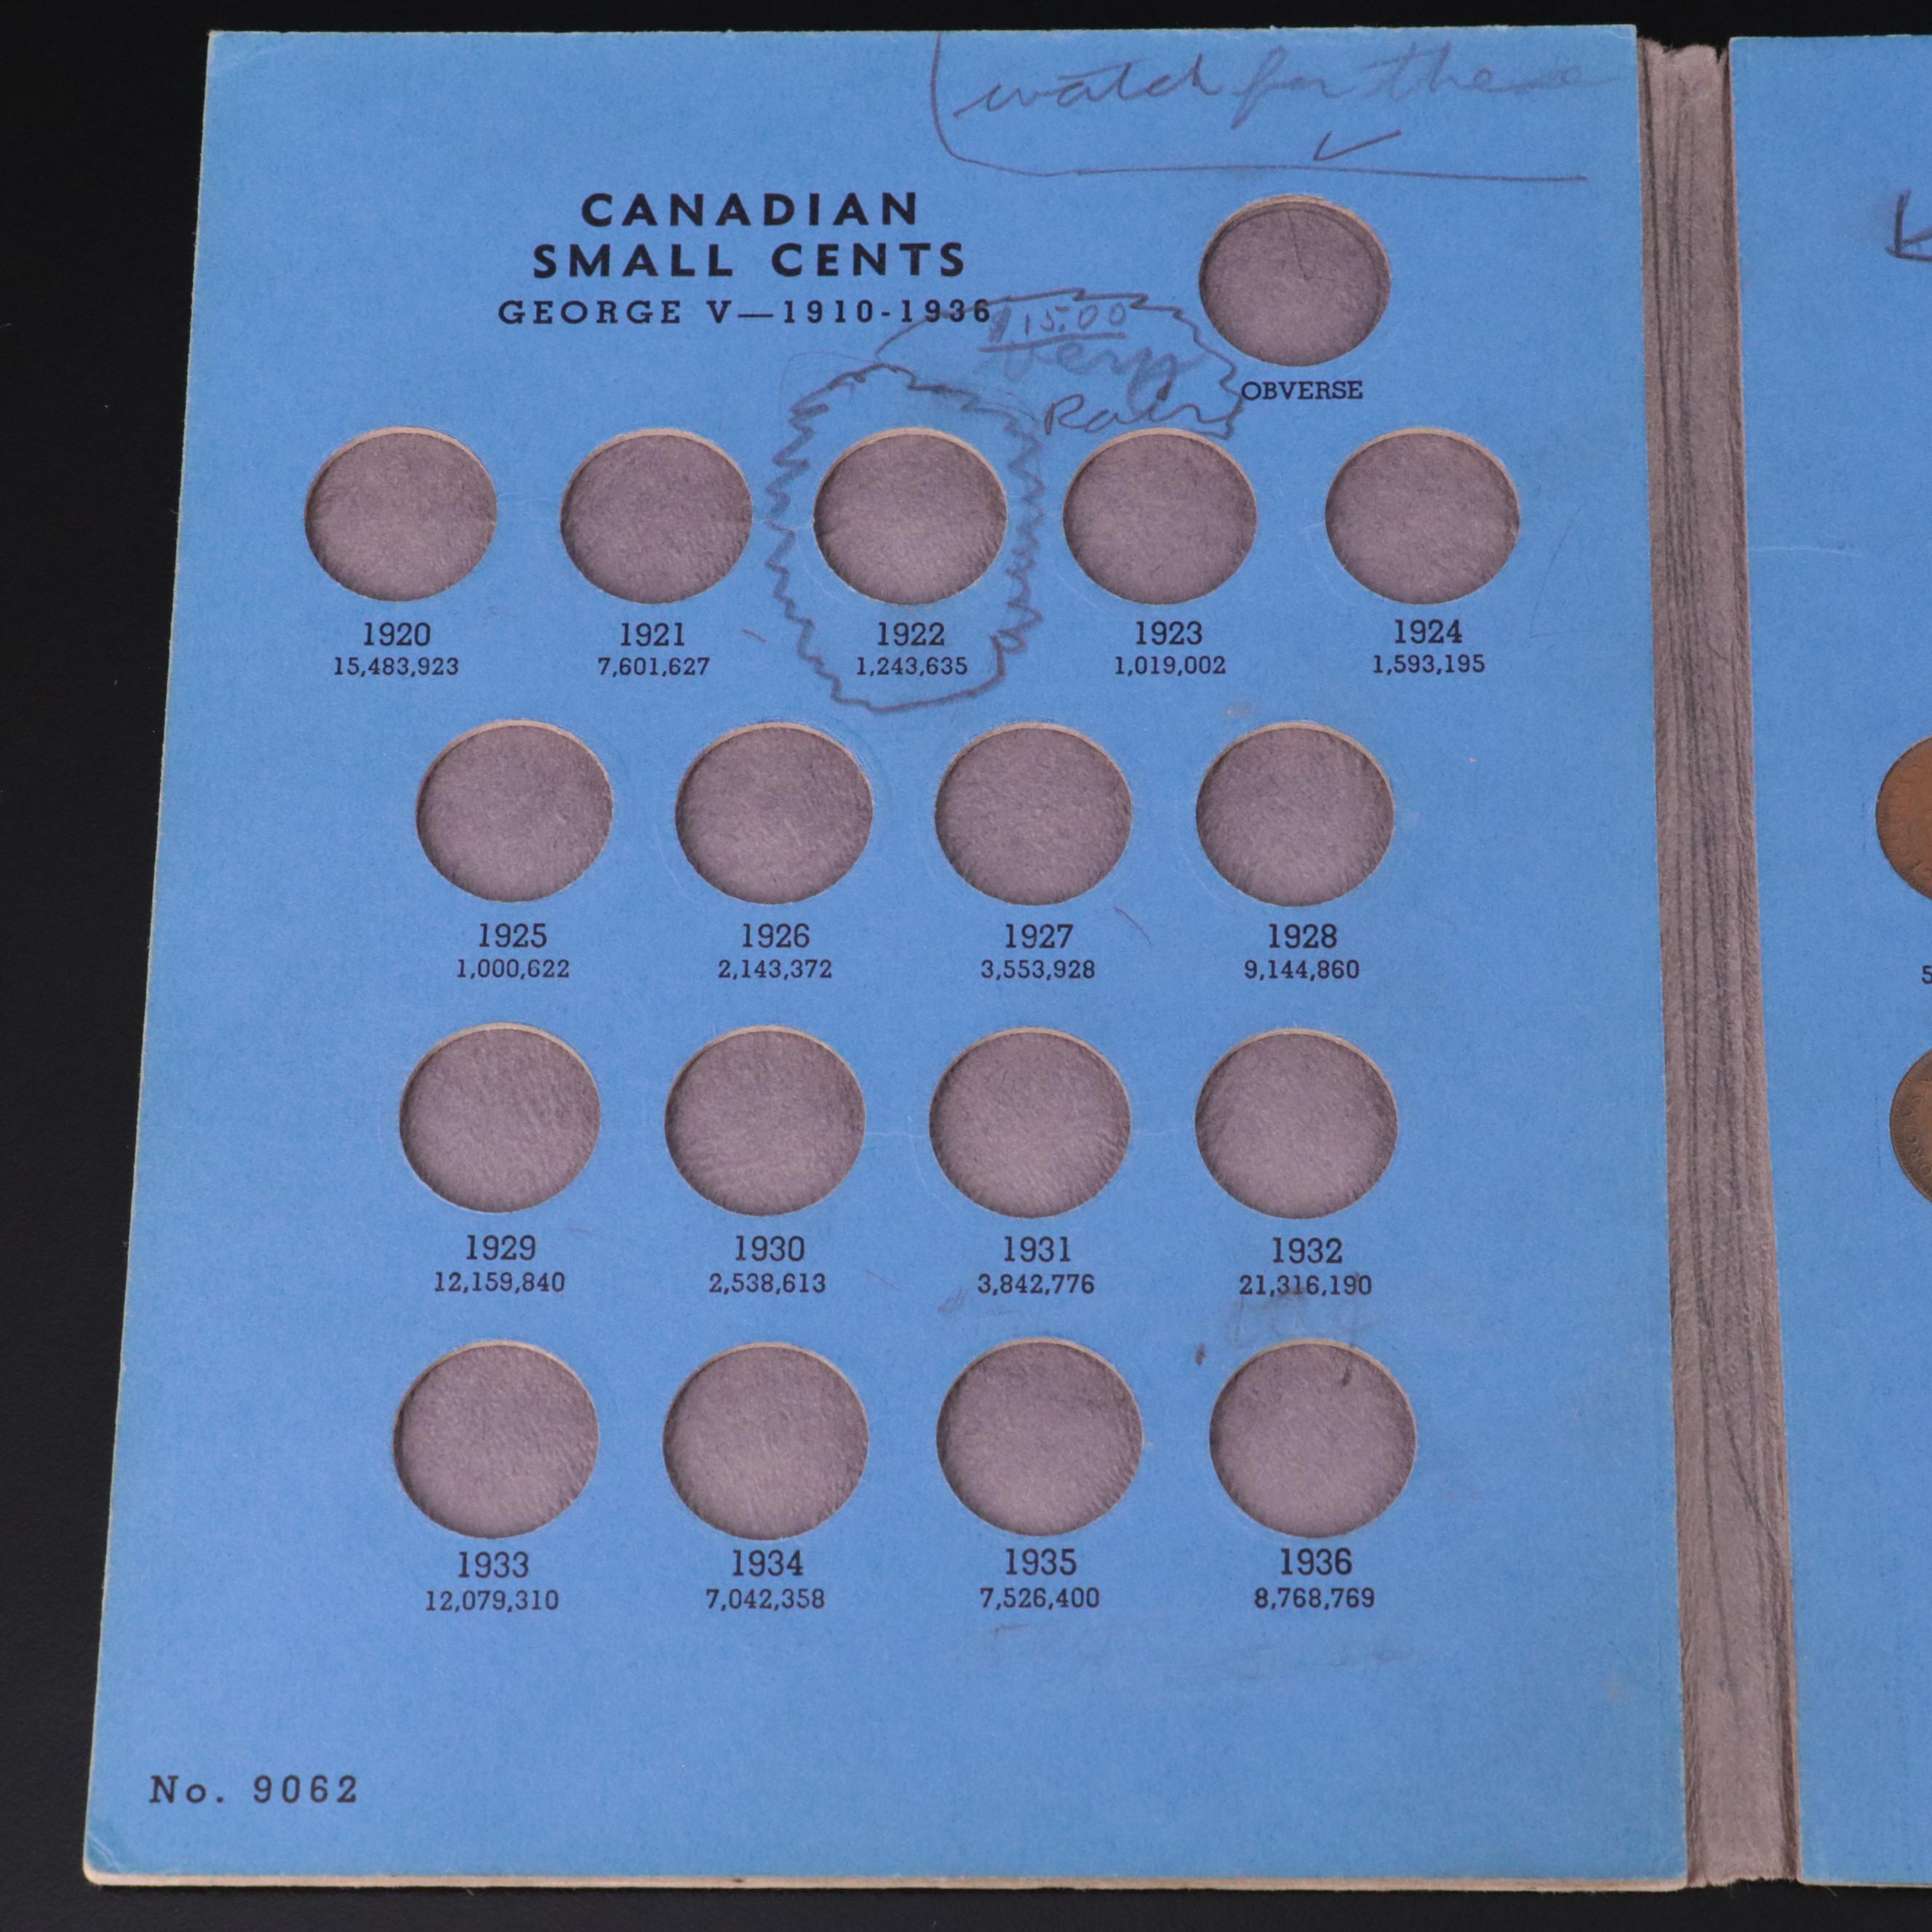 watch for these
CANADIAN
SMALL CENTS
GEORGE V—1910-1936
$15.00
Very
OBVERSE
1920 1921 1922 1923 1924
15,483,923 7,601,627 1,243,635 1,019,002 1,593,195
1925 1926 1927 1928
1,000,622 2,143,372 3,553,928 9,144,860
1929 1930 1931 1932
12,159,840 2,538,613 3,842,776 21,316,190
1933 1934 1935 1936
12,079,310 7,042,358 7,526,400 8,768,769
No. 9062
5